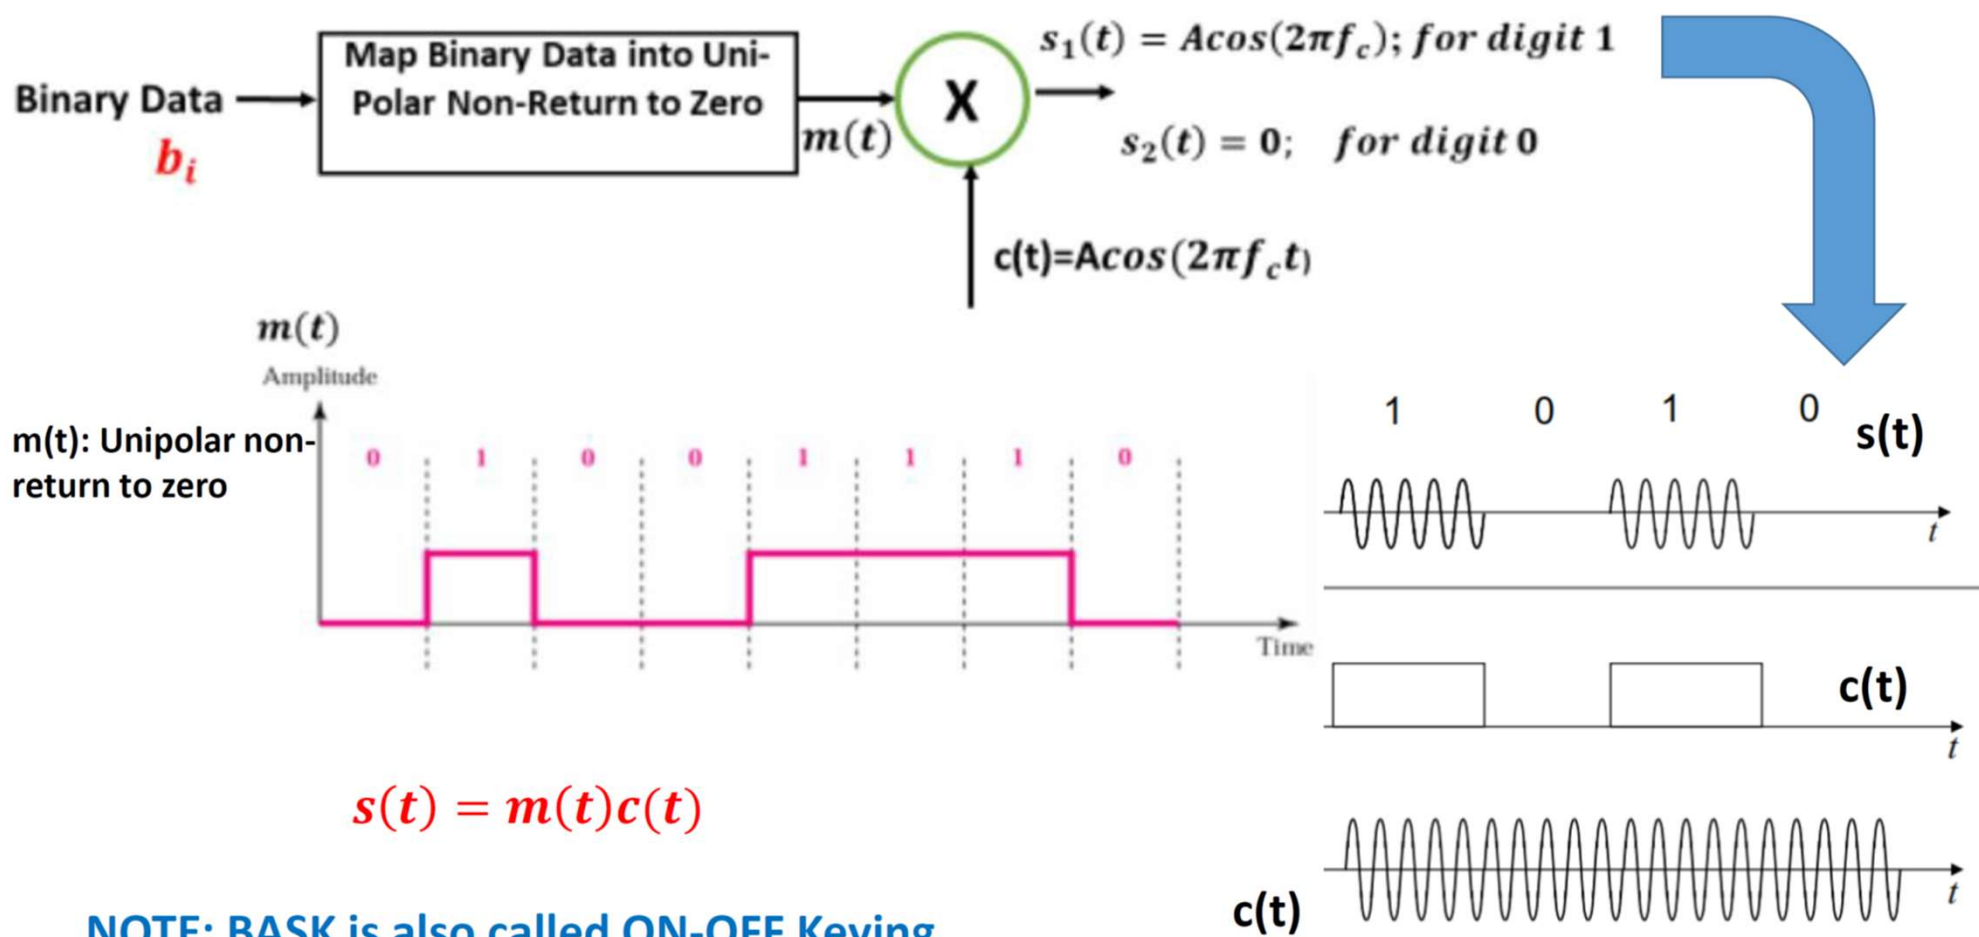 Map Binary Data into Uni-
Polar Non-Return to Zero
Binary Data
b_i
m(t)
X
s_1(t) = Acos(2πf_c); for digit 1
s_2(t) = 0; for digit 0
c(t)=Acos(2πf_ct)
m(t)
Amplitude
m(t): Unipolar non-
return to zero
0 1 0 0 1 1 1 0
Time
1 0 1 0
s(t)
t
c(t)
t
s(t) = m(t)c(t)
c(t)
t
NOTE: BASK is also called ON-OFF Keying